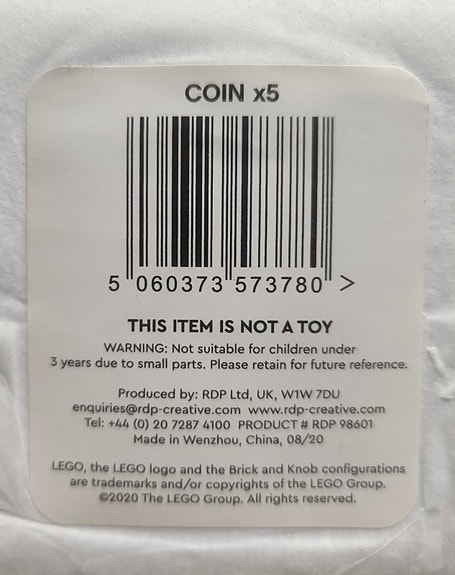 COIN x5
5 060373 573780 >
THIS ITEM IS NOT A TOY
WARNING: Not suitable for children under
3 years due to small parts. Please retain for future reference.
Produced by: RDP Ltd, UK, W1W 7DU
enquiries@rdp-creative.com www.rdp-creative.com
Tel: +44 (0) 20 7287 4100 PRODUCT # RDP 98601
Made in Wenzhou, China, 08/20
LEGO, the LEGO logo and the Brick and Knob configurations
are trademarks and/or copyrights of the LEGO Group.
©2020 The LEGO Group. All rights reserved.